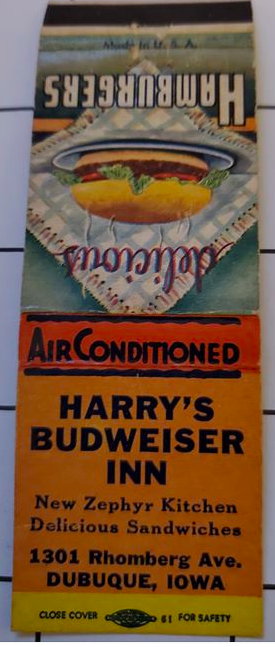 Made in U. S. A.
HAMBURGERS
delicious
AIR CONDITIONED
HARRY'S
BUDWEISER
INN
New Zephyr Kitchen
Delicious Sandwiches
1301 Rhomberg Ave.
DUBUQUE, IOWA
CLOSE COVER 61 FOR SAFETY